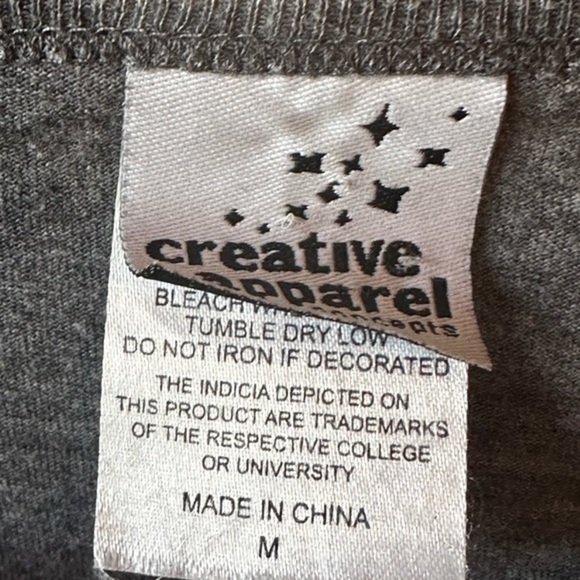 creative
apparel
concepts
BLEACH
TUMBLE DRY LOW
DO NOT IRON IF DECORATED
THE INDICIA DEPICTED ON
THIS PRODUCT ARE TRADEMARKS
OF THE RESPECTIVE COLLEGE
OR UNIVERSITY
MADE IN CHINA
M